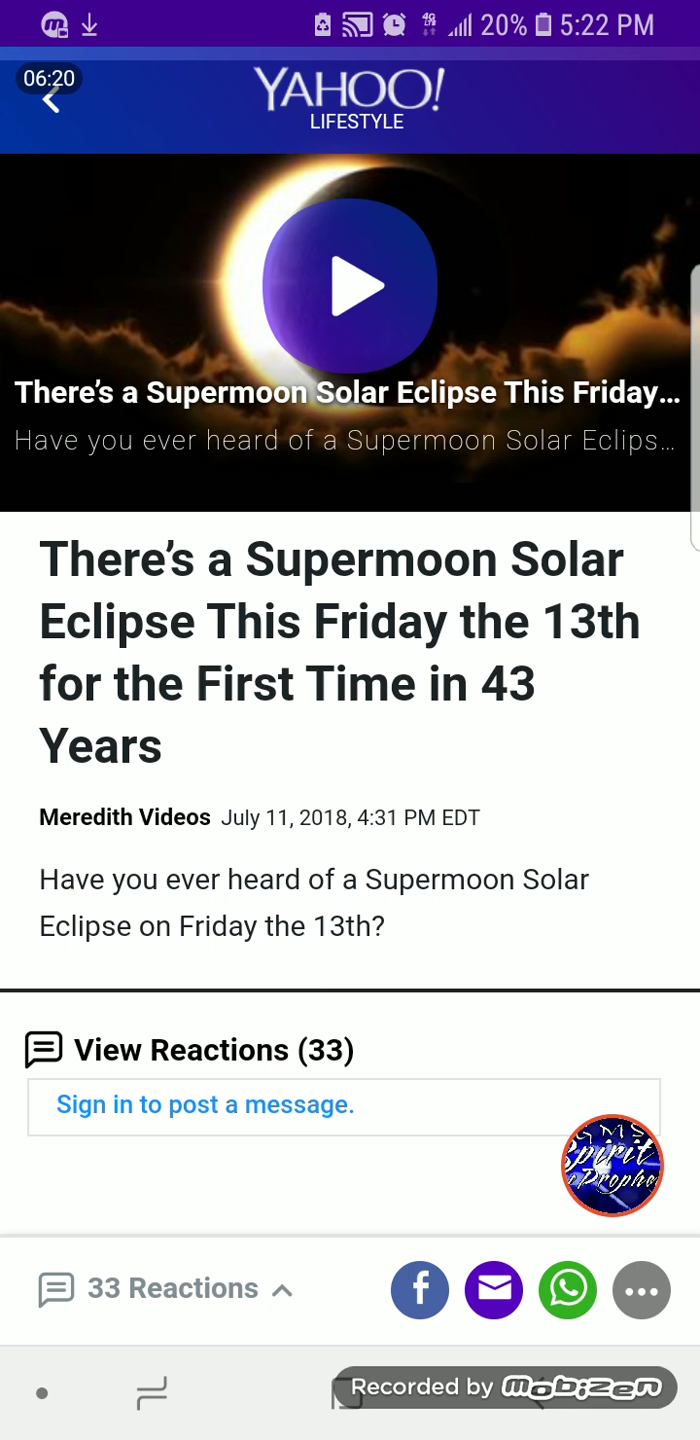 20% 5:22 PM
06:20
YAHOO!
LIFESTYLE
There's a Supermoon Solar Eclipse This Friday...
Have you ever heard of a Supermoon Solar Eclips...
There's a Supermoon Solar
Eclipse This Friday the 13th
for the First Time in 43
Years
Meredith Videos July 11, 2018, 4:31 PM EDT
Have you ever heard of a Supermoon Solar
Eclipse on Friday the 13th?
View Reactions (33)
Sign in to post a message.
Spirit
33 Reactions
Recorded by mobizen